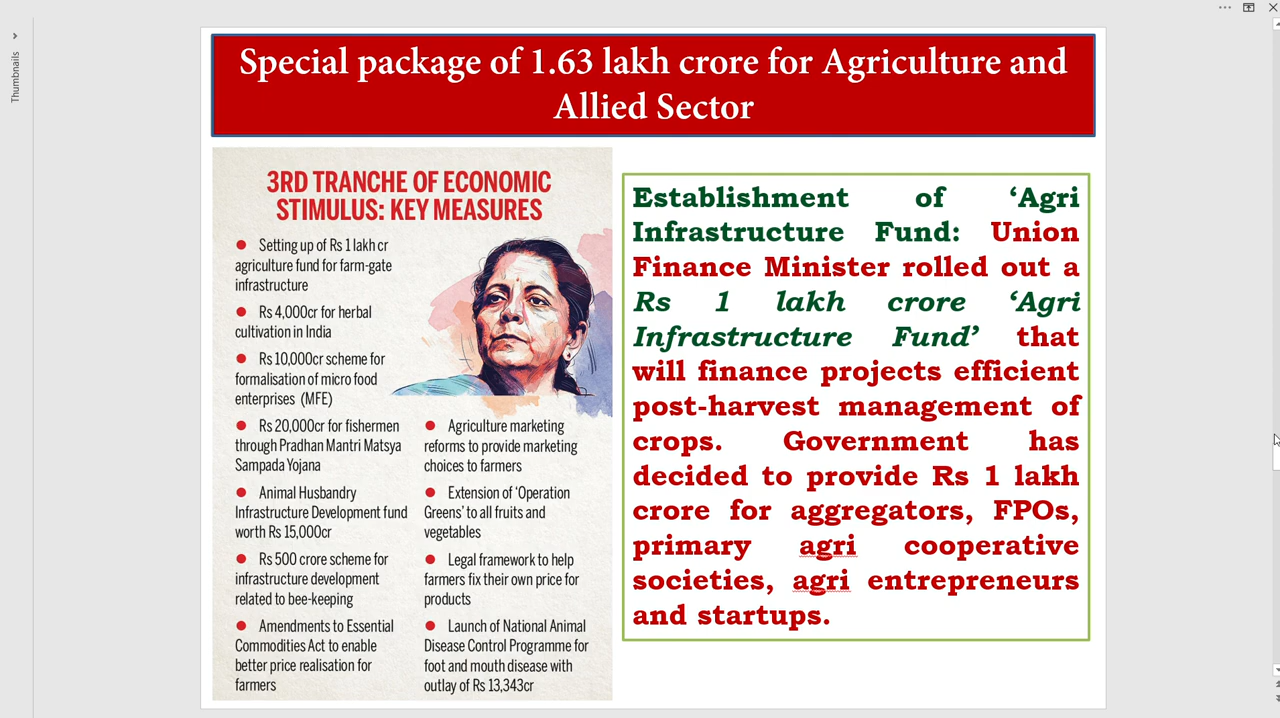 Thumbnails
Special package of 1.63 lakh crore for Agriculture and
Allied Sector
3RD TRANCHE OF ECONOMIC
STIMULUS: KEY MEASURES
● Setting up of Rs 1 lakh cr
agriculture fund for farm-gate
infrastructure
● Rs 4,000cr for herbal
cultivation in India
● Rs 10,000cr scheme for
formalisation of micro food
enterprises (MFE)
● Rs 20,000cr for fishermen
through Pradhan Mantri Matsya
Sampada Yojana
● Animal Husbandry
Infrastructure Development fund
worth Rs 15,000cr
● Rs 500 crore scheme for
infrastructure development
related to bee-keeping
● Amendments to Essential
Commodities Act to enable
better price realisation for
farmers
● Agriculture marketing
reforms to provide marketing
choices to farmers
● Extension of ‘Operation
Greens’ to all fruits and
vegetables
● Legal framework to help
farmers fix their own price for
products
● Launch of National Animal
Disease Control Programme for
foot and mouth disease with
outlay of Rs 13,343cr
Establishment of ‘Agri
Infrastructure Fund: Union
Finance Minister rolled out a
Rs 1 lakh crore ‘Agri
Infrastructure Fund’ that
will finance projects efficient
post-harvest management of
crops. Government has
decided to provide Rs 1 lakh
crore for aggregators, FPOs,
primary agri cooperative
societies, agri entrepreneurs
and startups.